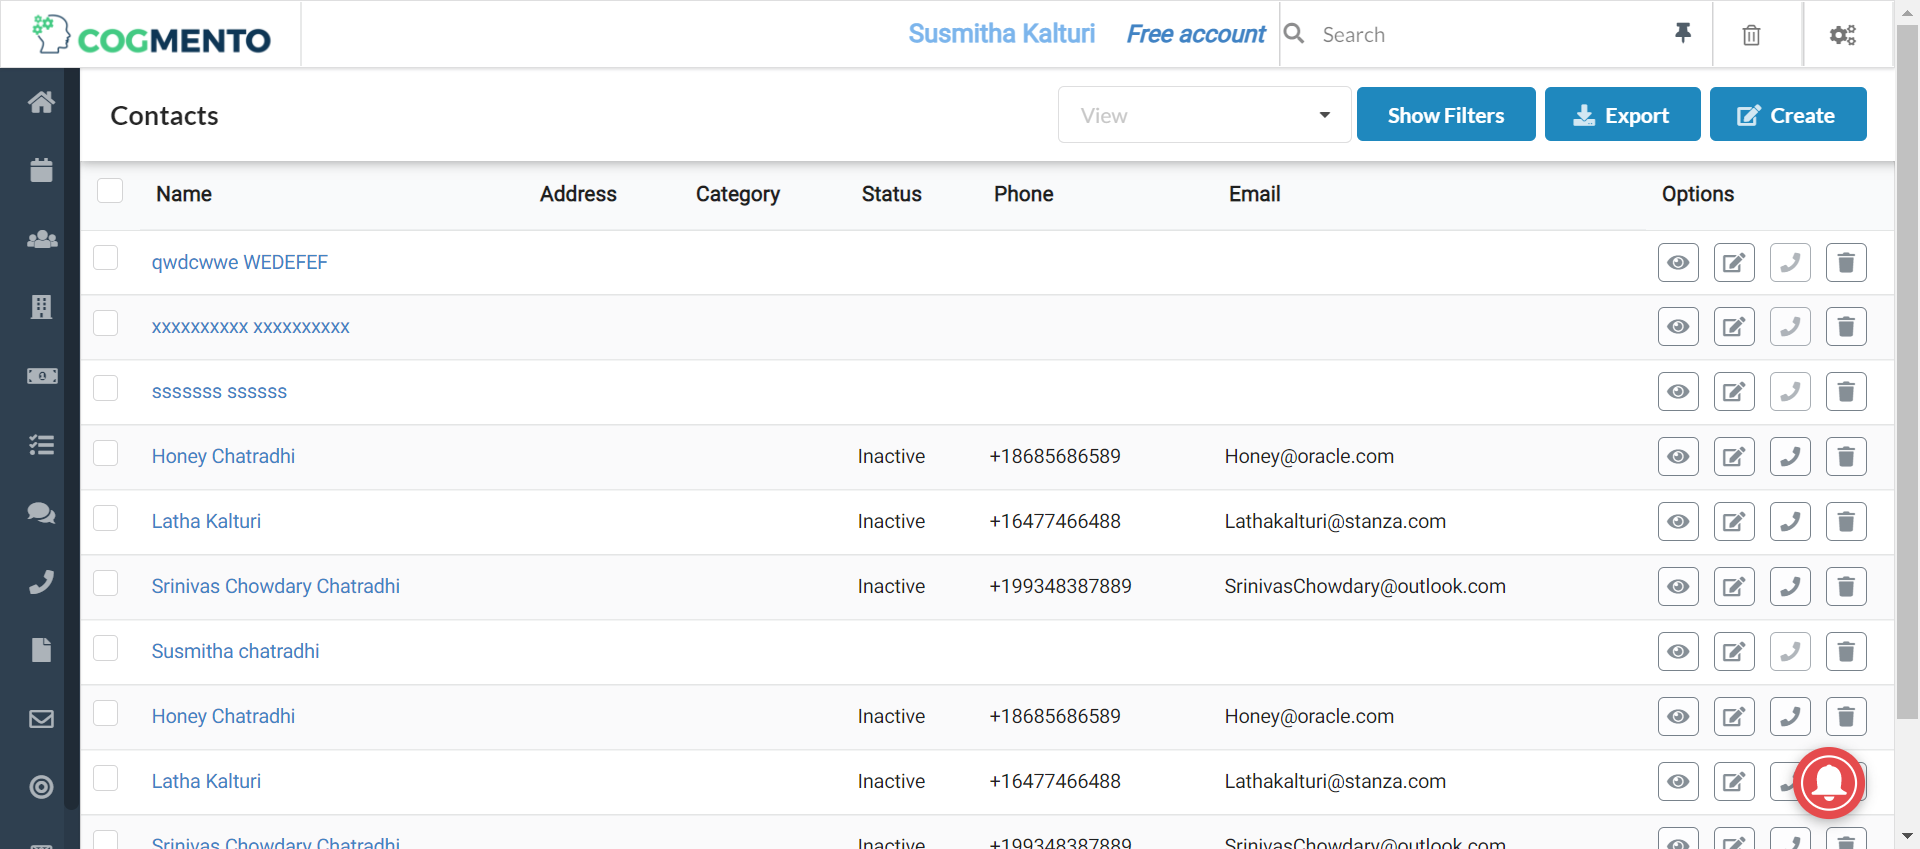 COGMENTO Susmitha Kalturi Free account Search
Contacts View Show Filters Export Create
Name Address Category Status Phone Email Options
qwdcwwe WEDEFEF
xxxxxxxxxx xxxxxxxxxx
sssssss ssssss
Honey Chatradhi Inactive +18685686589 Honey@oracle.com
Latha Kalturi Inactive +16477466488 Lathakalturi@stanza.com
Srinivas Chowdary Chatradhi Inactive +199348387889 SrinivasChowdary@outlook.com
Susmitha chatradhi
Honey Chatradhi Inactive +18685686589 Honey@oracle.com
Latha Kalturi Inactive +16477466488 Lathakalturi@stanza.com
Srinivas Chowdary Chatradhi Inactive +199348387889 SrinivasChowdary@outlook.com